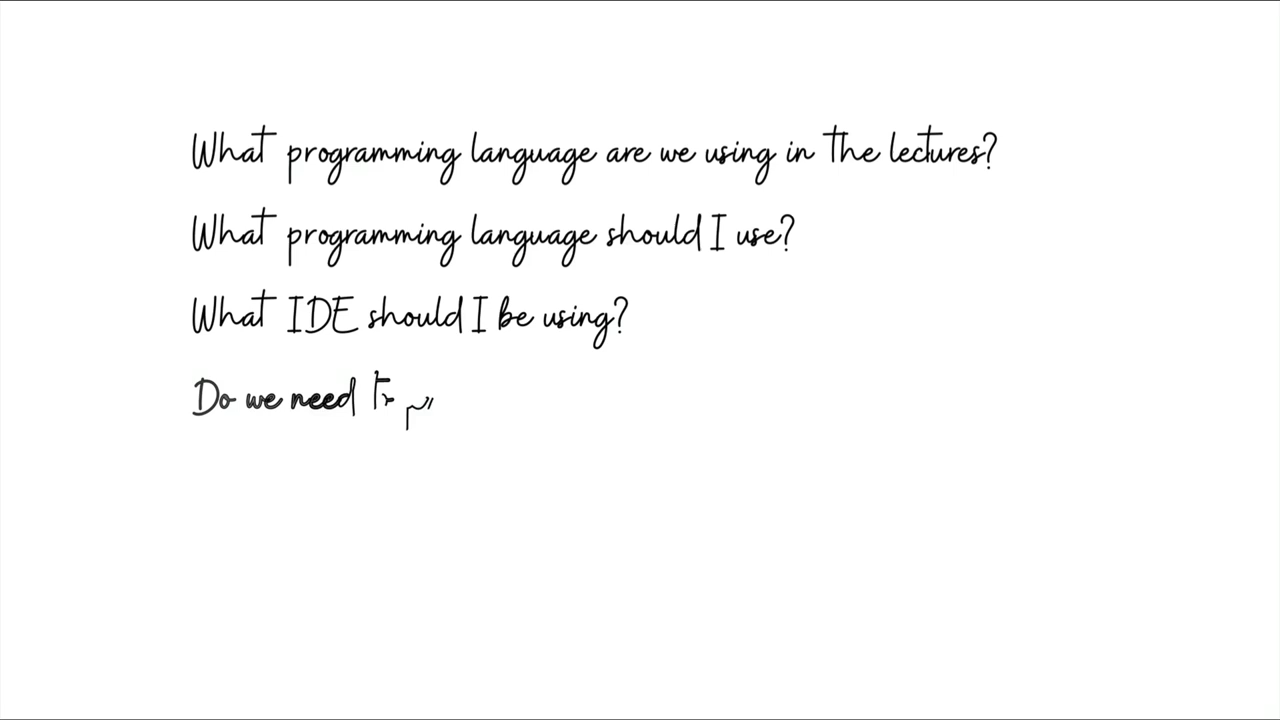 What programming language are we using in the lectures?
What programming language should I use?
What IDE should I be using?
Do we need